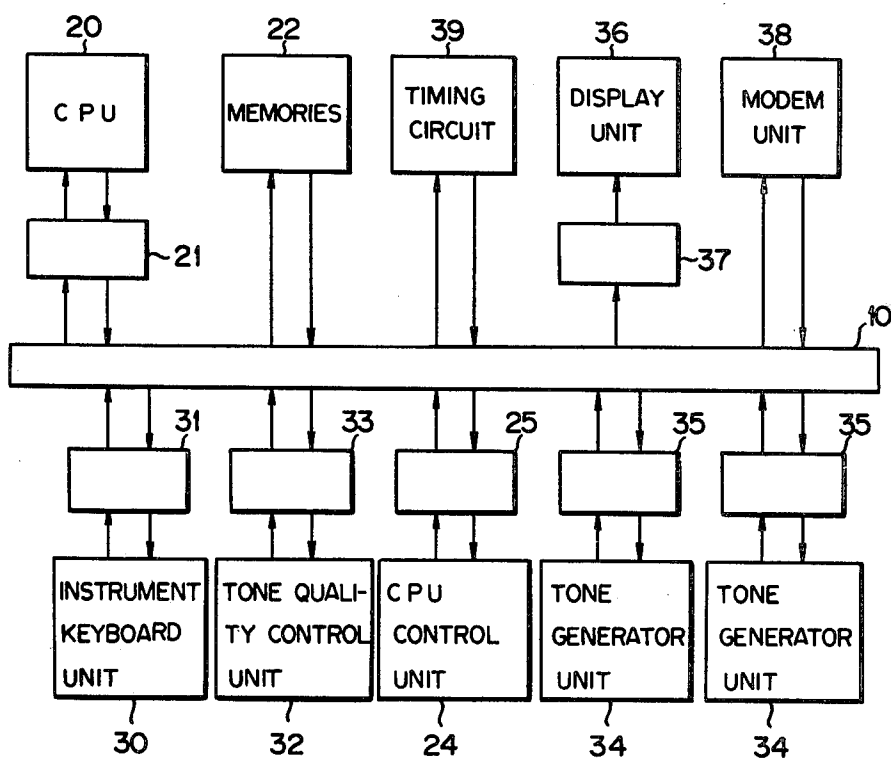 20 22 39 36 38
CPU
MEMORIES
TIMING
CIRCUIT
DISPLAY
UNIT
MODEM
UNIT
21
37
10
31 33 25 35 35
INSTRUMENT
KEYBOARD
UNIT
TONE QUALI-
TY CONTROL
UNIT
CPU
CONTROL
UNIT
TONE
GENERATOR
UNIT
TONE
GENERATOR
UNIT
30 32 24 34 34